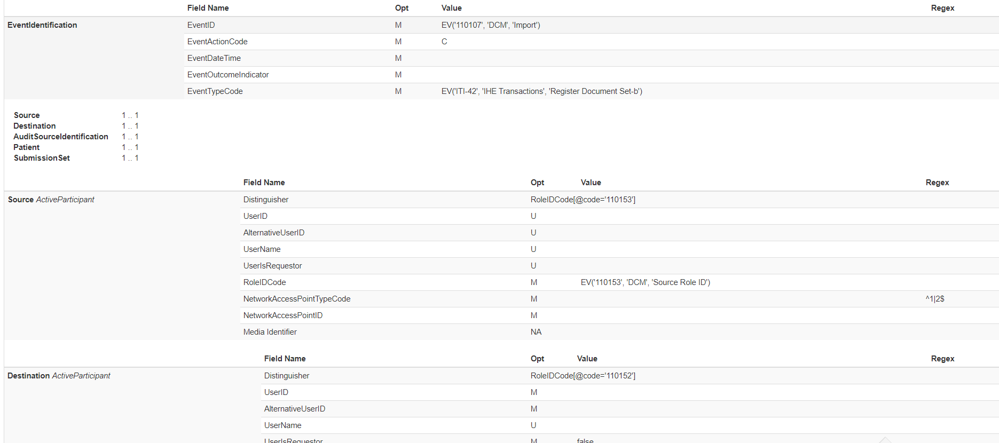 Field Name Opt Value Regex
EventIdentification EventID M EV('110107', 'DCM', 'Import')
EventActionCode M C
EventDateTime M
EventOutcomeIndicator M
EventTypeCode M EV('ITI-42', 'IHE Transactions', 'Register Document Set-b')
Source 1 .. 1
Destination 1 .. 1
AuditSourceIdentification 1 .. 1
Patient 1 .. 1
SubmissionSet 1 .. 1
Field Name Opt Value Regex
Source ActiveParticipant Distinguisher RoleIDCode[@code='110153']
UserID U
AlternativeUserID U
UserName U
UserIsRequestor U
RoleIDCode M EV('110153', 'DCM', 'Source Role ID')
NetworkAccessPointTypeCode M ^1|2$
NetworkAccessPointID M
Media Identifier NA
Field Name Opt Value Regex
Destination ActiveParticipant Distinguisher RoleIDCode[@code='110152']
UserID M
AlternativeUserID M
UserName U
UserIsRequestor M false